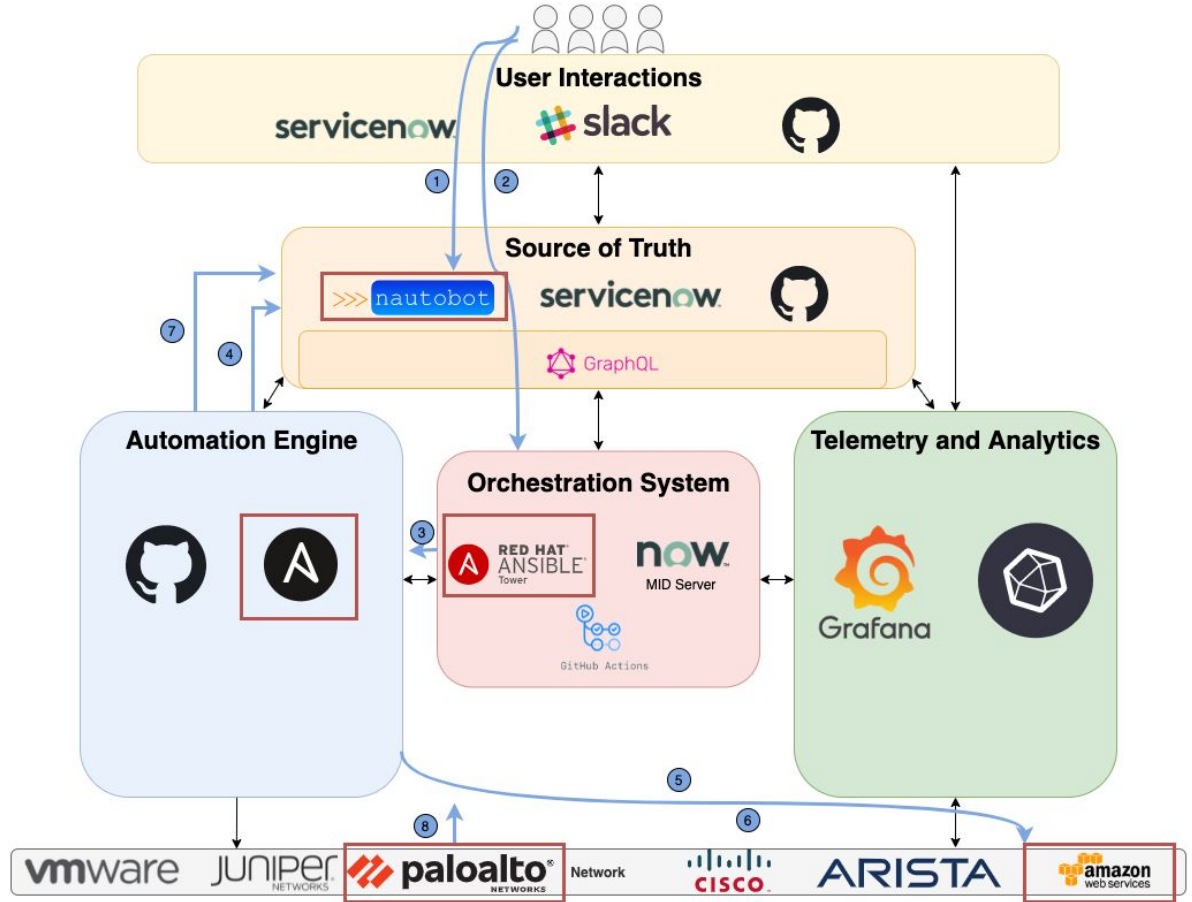 User Interactions
servicenow
slack
1
2
Source of Truth
>>> nautobot
servicenow
GraphQL
7
4
Automation Engine
Orchestration System
3
RED HAT
ANSIBLE
Tower
now
MID Server
GitHub Actions
Telemetry and Analytics
Grafana
5
6
8
vmware
JUNIPER
NETWORKS
paloalto
NETWORKS
Network
CISCO
ARISTA
amazon
web services